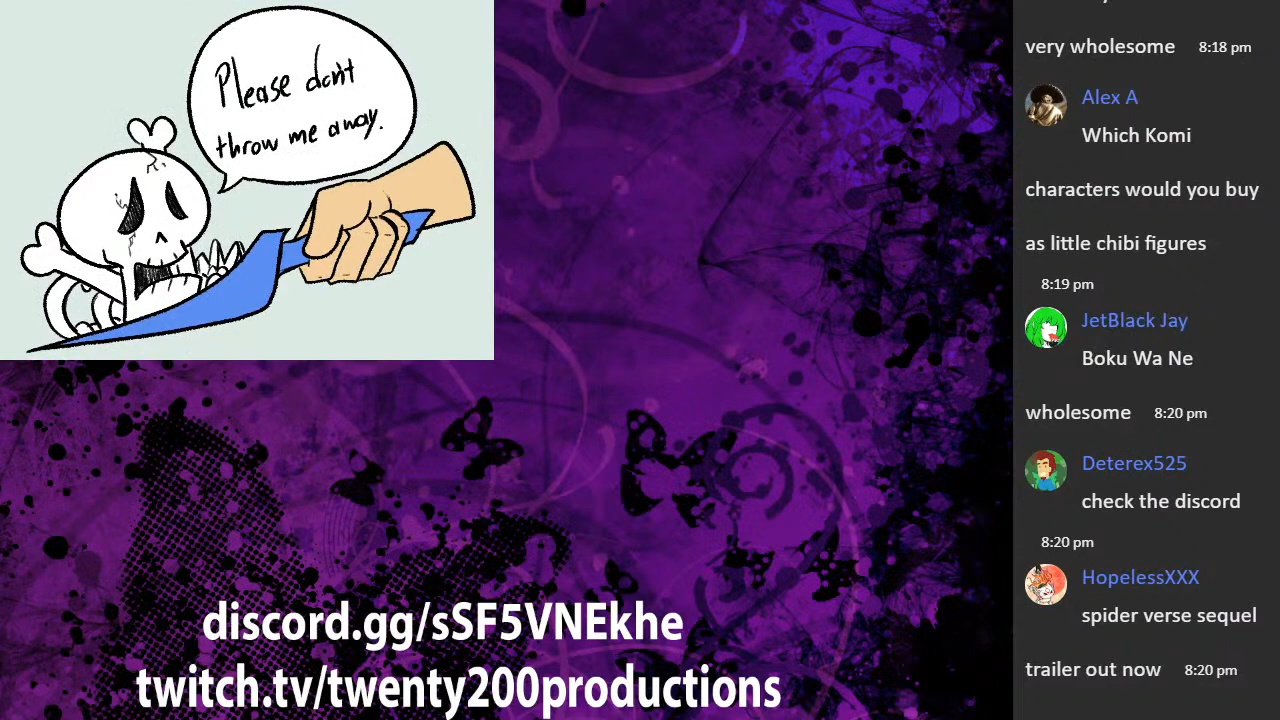 Please don't
throw me away.
very wholesome 8:18 pm
Alex A
Which Komi
characters would you buy
as little chibi figures
8:19 pm
JetBlack Jay
Boku Wa Ne
wholesome 8:20 pm
Deterex525
check the discord
8:20 pm
HopelessXXX
spider verse sequel
trailer out now 8:20 pm
discord.gg/sSF5VNEkhe
twitch.tv/twenty200productions